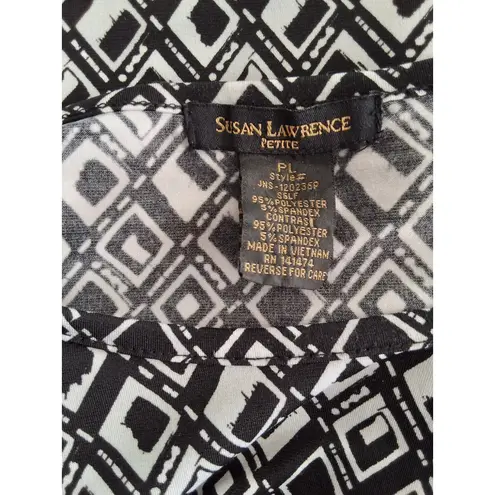 SUSAN LAWRENCE
PETITE
PL
Style#
JNS-120235P
SELF
95%POLYESTER
5%SPANDEX
CONTRAST
95%POLYESTER
5%SPANDEX
MADE IN VIETNAM
RN 141474
REVERSE FOR CARE